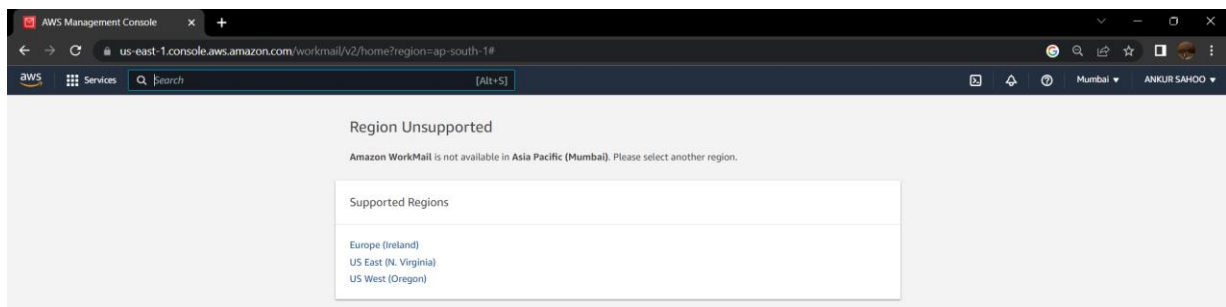 AWS Management Console
us-east-1.console.aws.amazon.com/workmail/v2/home?region=ap-south-1#
aws Services Search [Alt+S] Mumbai ANKUR SAHOO
Region Unsupported
Amazon WorkMail is not available in Asia Pacific (Mumbai). Please select another region.
Supported Regions
Europe (Ireland)
US East (N. Virginia)
US West (Oregon)